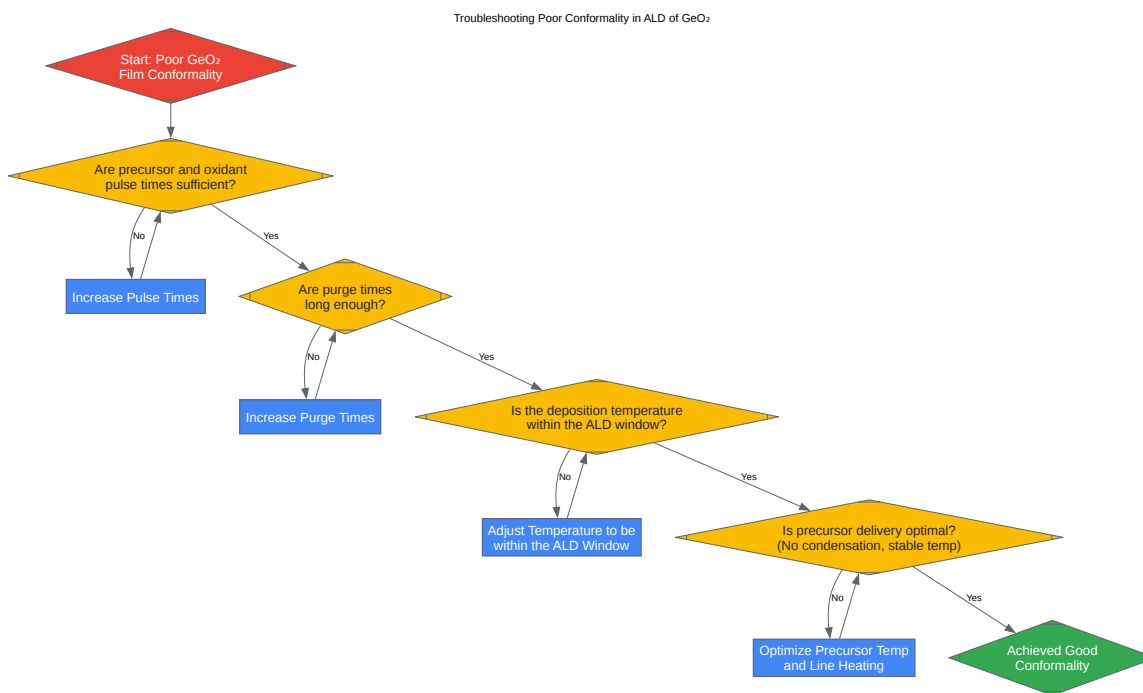 Troubleshooting Poor Conformality in ALD of GeO₂
Start: Poor GeO₂
Film Conformality
Are precursor and oxidant
pulse times sufficient?
No
Yes
Increase Pulse Times
Are purge times
long enough?
No
Yes
Increase Purge Times
Is the deposition temperature
within the ALD window?
No
Yes
Adjust Temperature to be
within the ALD Window
Is precursor delivery optimal?
(No condensation, stable temp)
No
Yes
Optimize Precursor Temp
and Line Heating
Achieved Good
Conformality